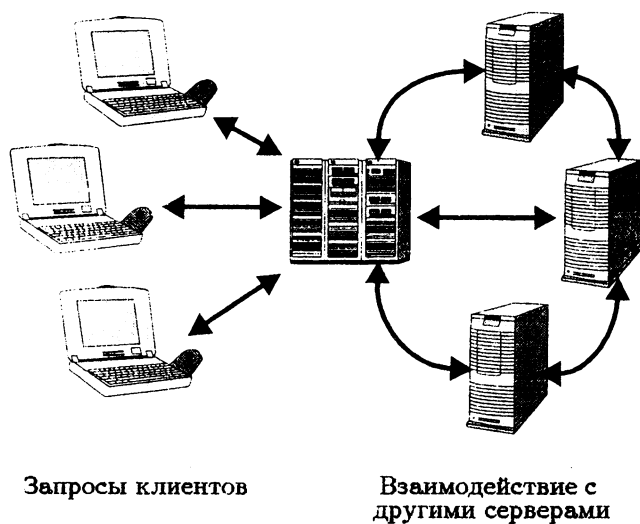 Запросы клиентов
Взаимодействие с
другими серверами